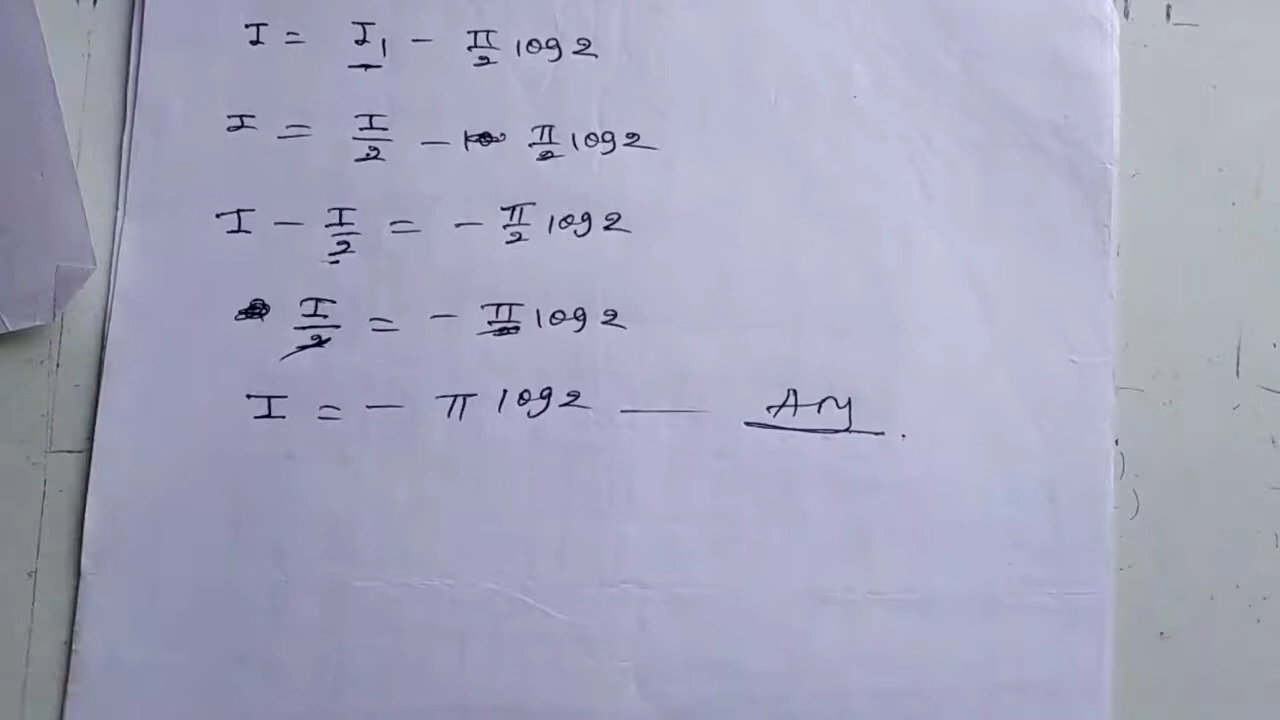 I = I₁ - π/2 log 2
I = I/2 - π/2 log 2
I - I/2 = - π/2 log 2
I/2 = - π/2 log 2
I = - π log 2 —— Ans.